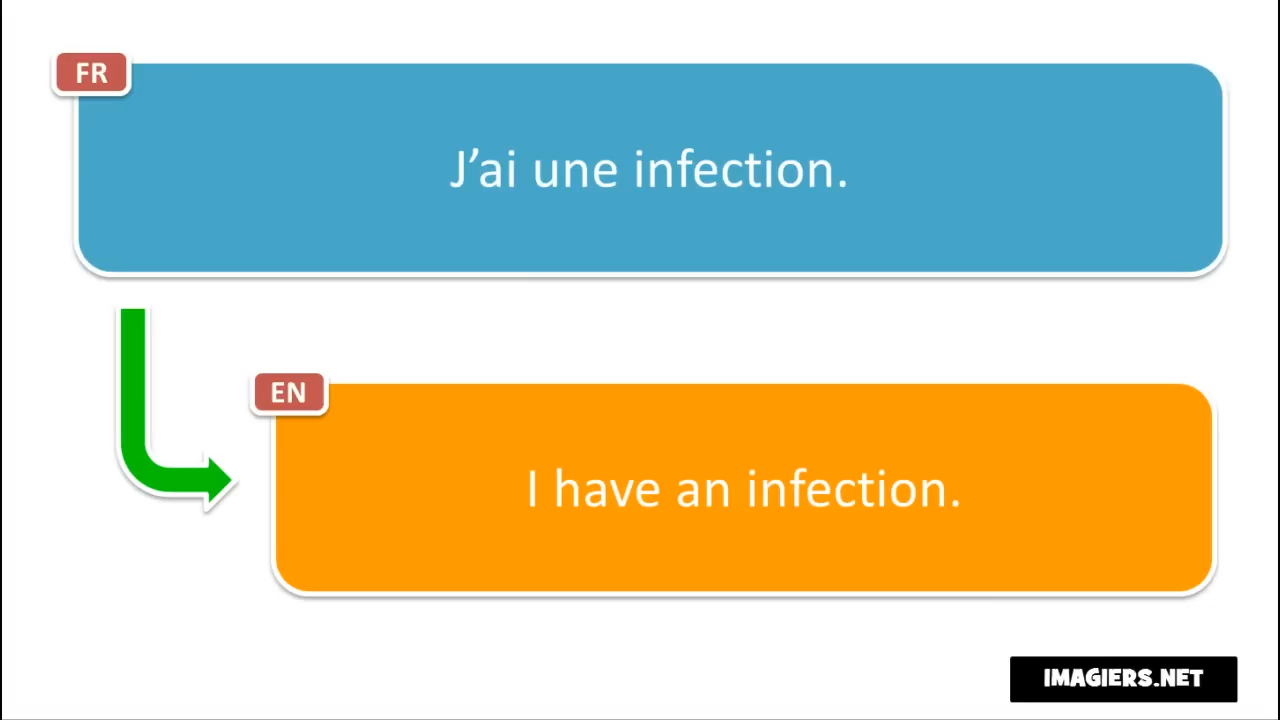 FR
J’ai une infection.
EN
I have an infection.
IMAGIERS.NET